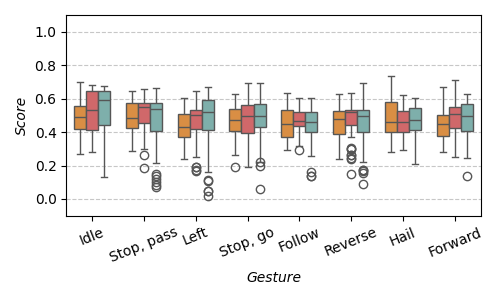 Score
1.0
0.8
0.6
0.4
0.2
0.0
Idle
Stop, pass
Left
Stop, go
Follow
Reverse
Hail
Forward
Gesture